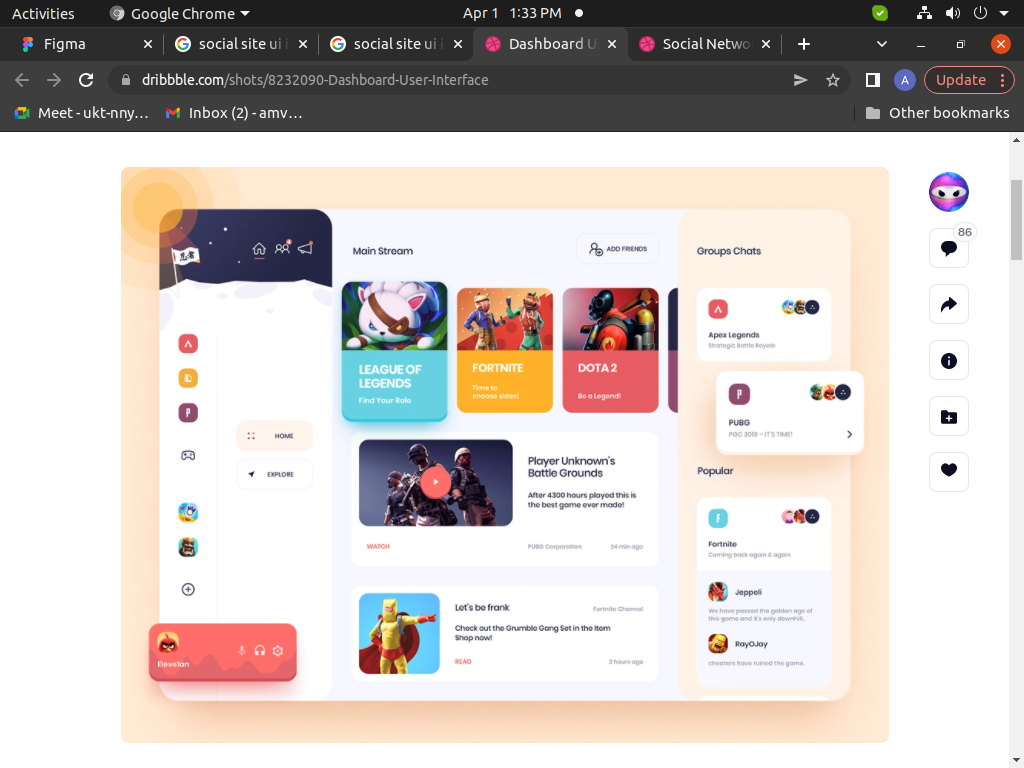 Activities
Google Chrome
Apr 1 1:33 PM
Figma
social site ui i
social site ui i
Dashboard U
Social Netwo
dribbble.com/shots/8232090-Dashboard-User-Interface
A
Update
Meet - ukt-nny…
Inbox (2) - amv…
Other bookmarks
86
忍者
Main Stream
ADD FRIENDS
Groups Chats
LEAGUE OF
LEGENDS
Find Your Role
FORTNITE
Time to
choose sides!
DOTA 2
Be a Legend!
Apex Legends
Strategic Battle Royale
P
PUBG
PGC 2019 – IT'S TIME!
P
HOME
EXPLORE
Player Unknown's
Battle Grounds
After 4300 hours played this is
the best game ever made!
WATCH
PUBG Corporation
24 min ago
Popular
F
Fortnite
Coming back again & again
Jeppeli
We have passed the golden age of
this game and it's only downhill.
RayOJay
cheaters have ruined the game.
Let's be frank
Fortnite Channel
Check out the Grumble Gang Set in the Item
Shop now!
READ
2 hours ago
Eleve1an